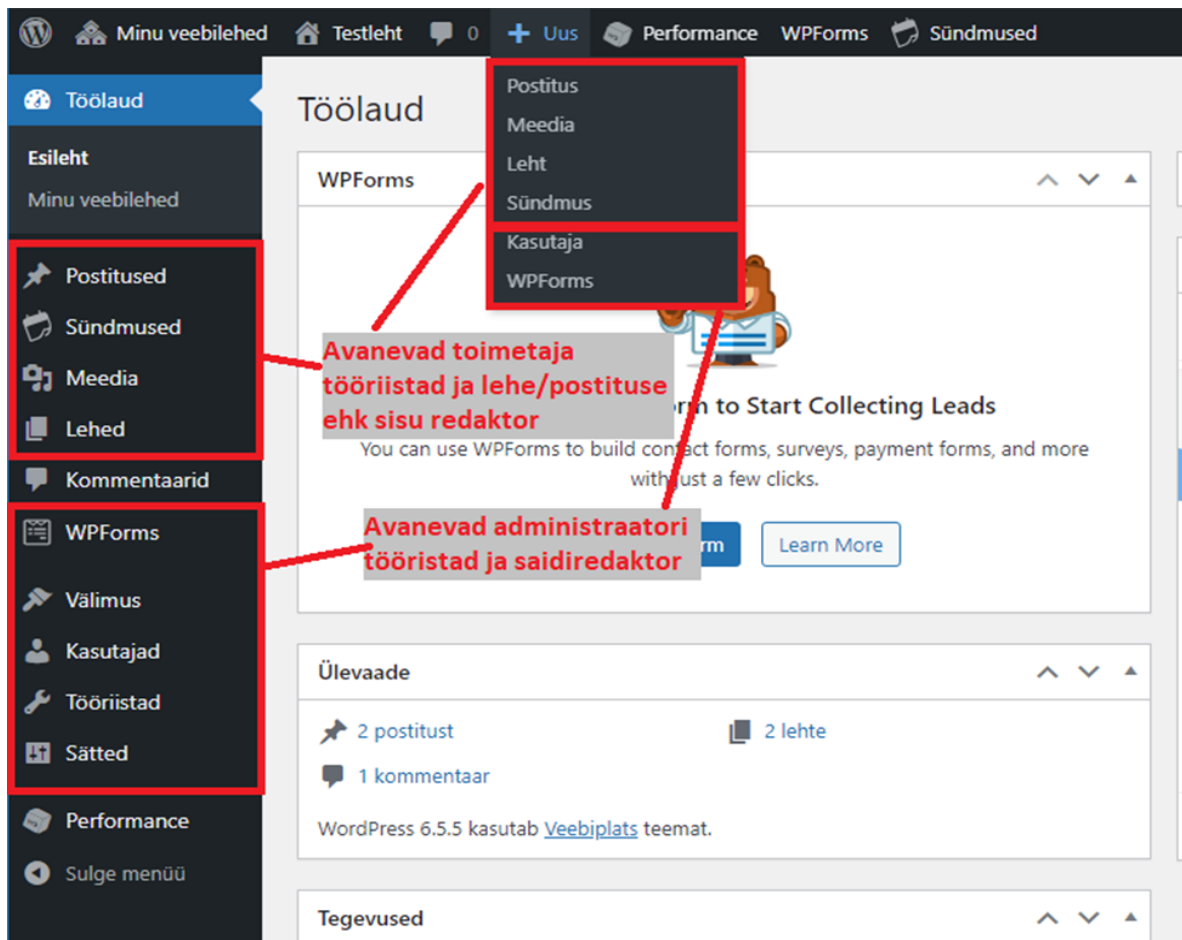 Minu veebilehed Testleht 0 + Uus Performance WPForms Sündmused
Töölaud
Esileht
Minu veebilehed
Postitused
Sündmused
Meedia
Lehed
Kommentaarid
WPForms
Välimus
Kasutajad
Tööriistad
Sätted
Performance
Sulge menüü
Postitus
Meedia
Leht
Sündmus
Kasutaja
WPForms
Töölaud
WPForms
Avanevad toimetaja
tööriistad ja lehe/postituse
ehk sisu redaktor
to Start Collecting Leads
You can use WPForms to build contact forms, surveys, payment forms, and more
with just a few clicks.
Avanevad administraatori
tööristad ja saidiredaktor
Learn More
Ülevaade
2 postitust
2 lehte
1 kommentaar
WordPress 6.5.5 kasutab Veebiplats teemat.
Tegevused